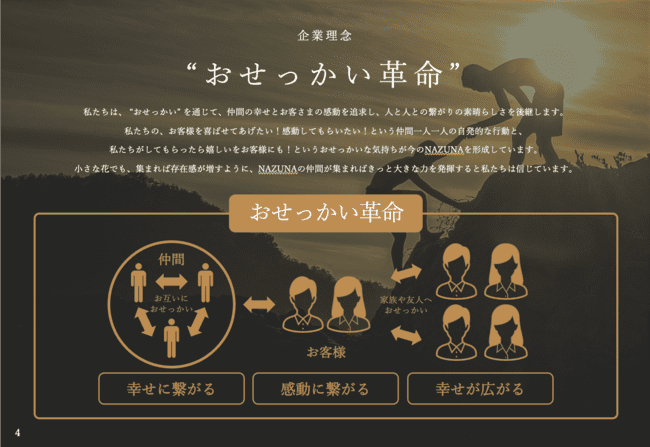 企業理念
“おせっかい革命”
私たちは、“おせっかい”を通じて、仲間の幸せとお客さまの感動を追求し、人と人との繋がりの素晴らしさを後継します。
私たちの、お客様を喜ばせてあげたい！感動してもらいたい！という仲間一人一人の自発的な行動と、
私たちがしてもらったら嬉しいをお客様にも！というおせっかいな気持ちが今のNAZUNAを形成しています。
小さな花でも、集まれば存在感が増すように、NAZUNAの仲間が集まればきっと大きな力を発揮すると私たちは信じています。
おせっかい革命
仲間
お互いに
おせっかい
お客様
家族や友人へ
おせっかい
幸せに繋がる
感動に繋がる
幸せが広がる
4